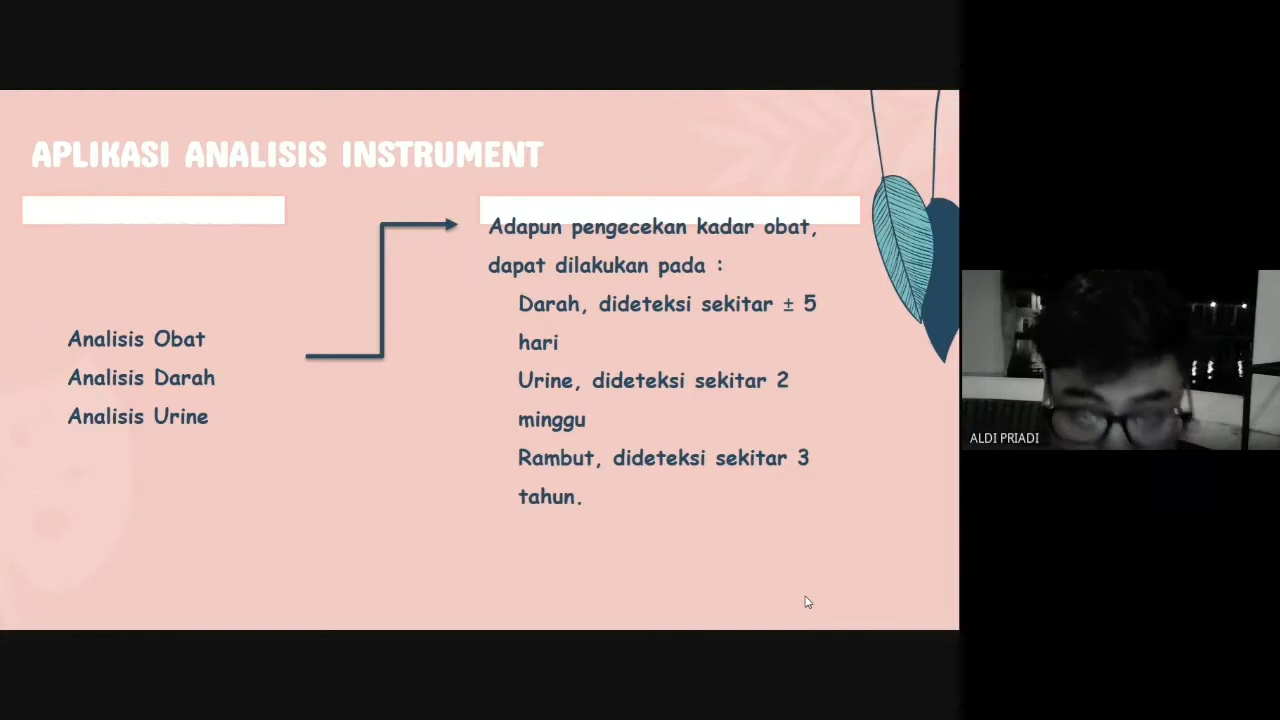 APLIKASI ANALISIS INSTRUMENT
Analisis Obat
Analisis Darah
Analisis Urine
Adapun pengecekan kadar obat,
dapat dilakukan pada :
Darah, dideteksi sekitar ± 5
hari
Urine, dideteksi sekitar 2
minggu
Rambut, dideteksi sekitar 3
tahun.
ALDI PRIADI